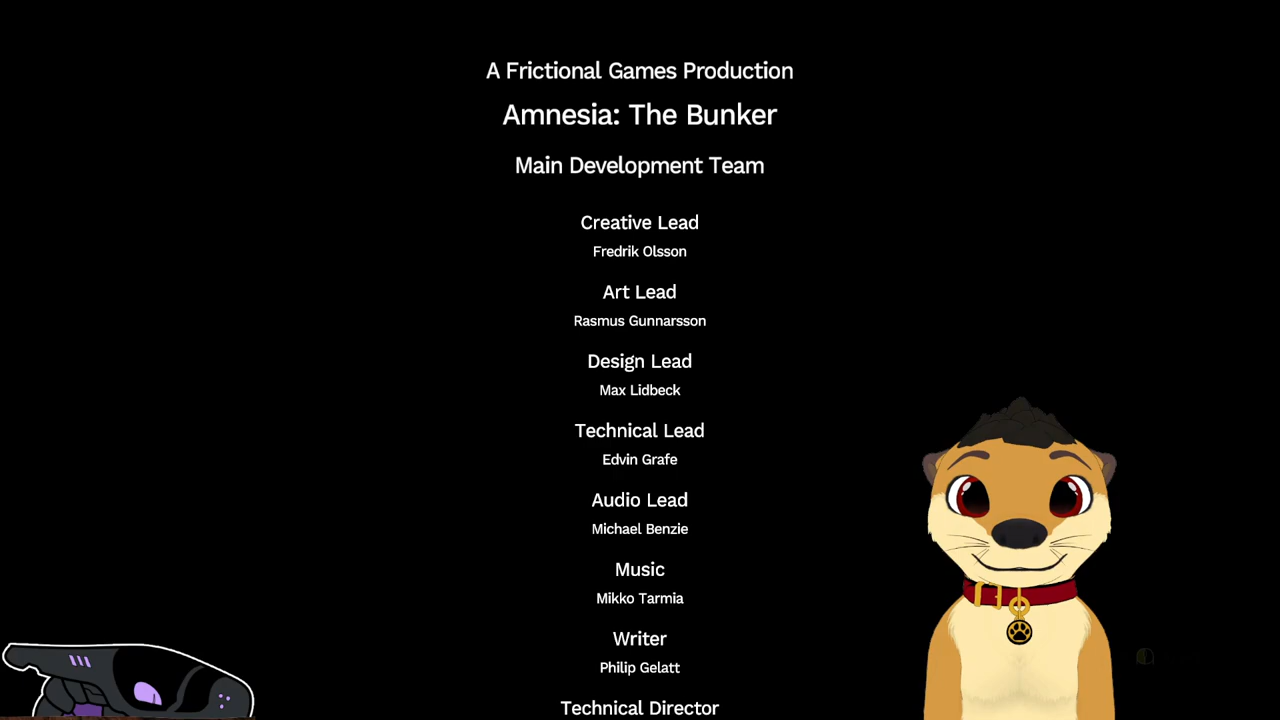 A Frictional Games Production
Amnesia: The Bunker
Main Development Team
Creative Lead
Fredrik Olsson
Art Lead
Rasmus Gunnarsson
Design Lead
Max Lidbeck
Technical Lead
Edvin Grafe
Audio Lead
Michael Benzie
Music
Mikko Tarmia
Writer
Philip Gelatt
Technical Director